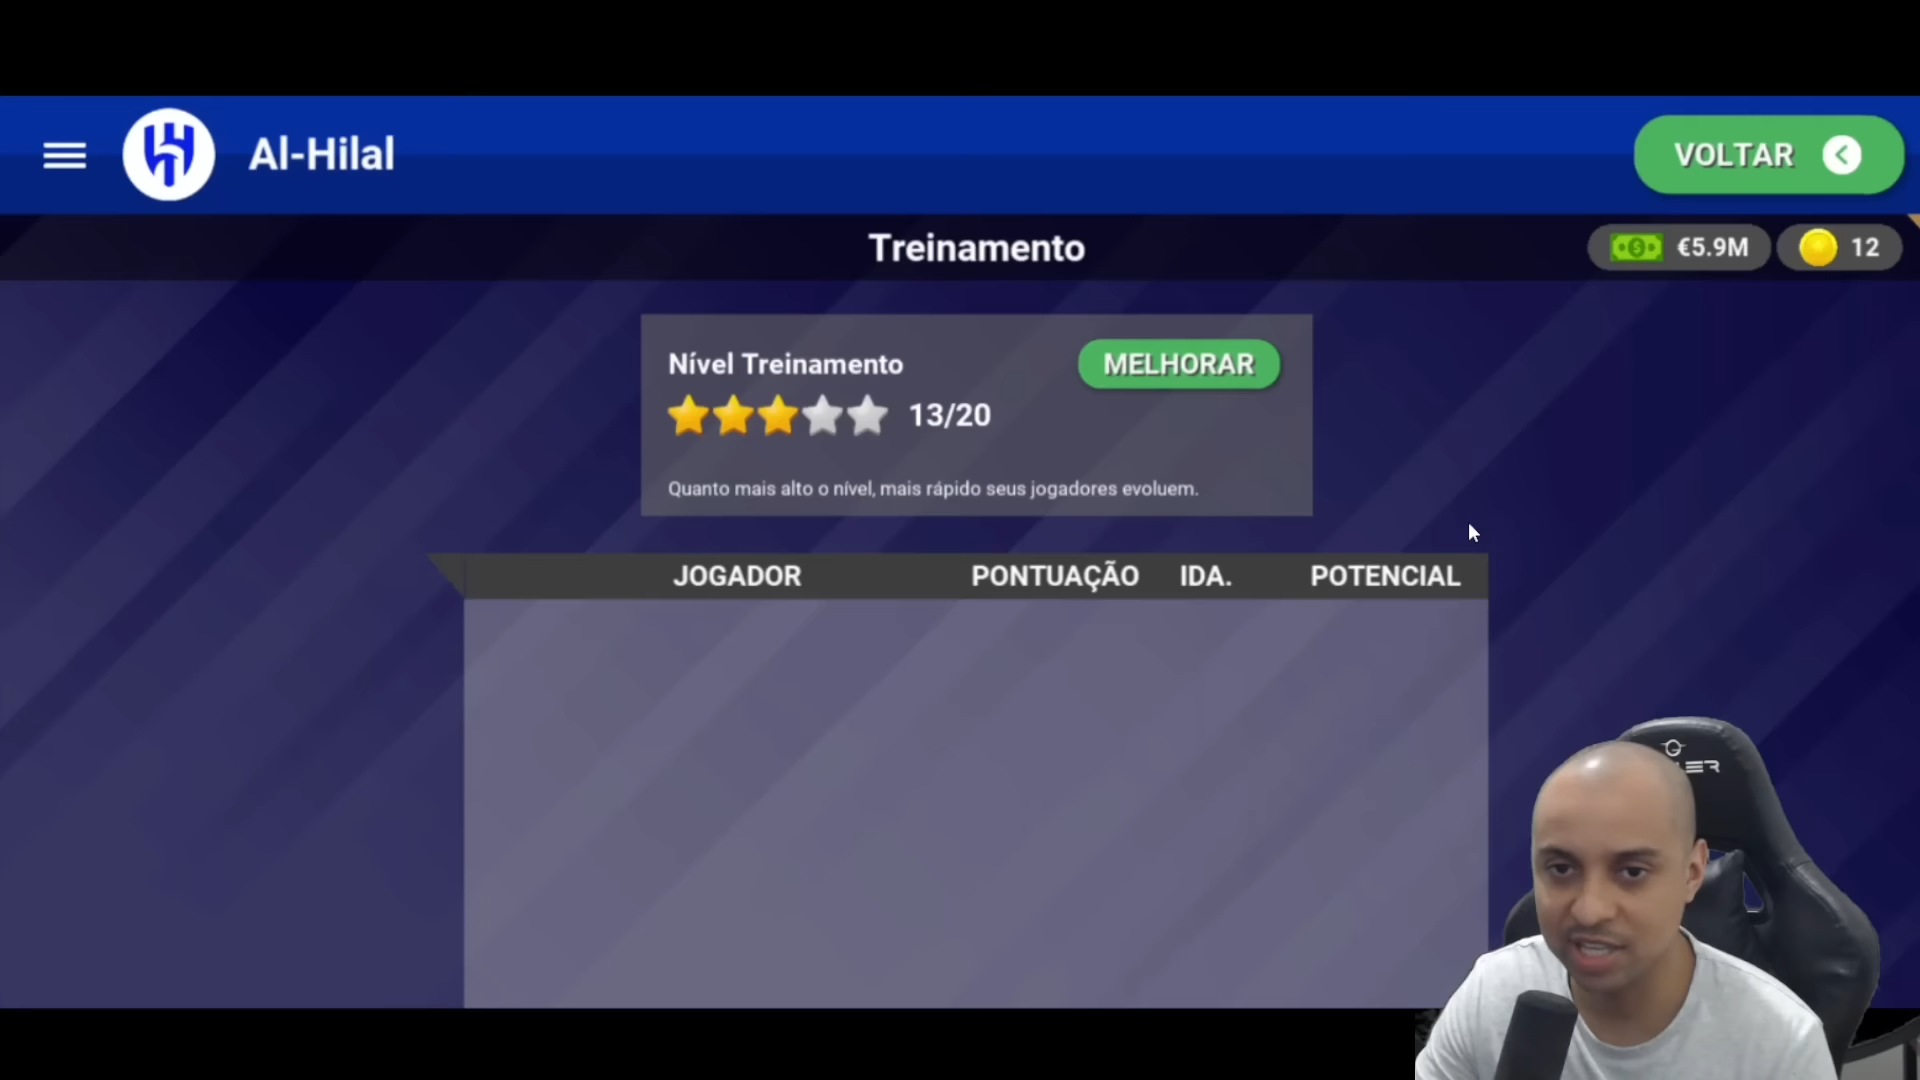 Al-Hilal
VOLTAR
Treinamento
€5.9M
12
Nível Treinamento
MELHORAR
13/20
Quanto mais alto o nível, mais rápido seus jogadores evoluem.
JOGADOR PONTUAÇÃO IDA. POTENCIAL